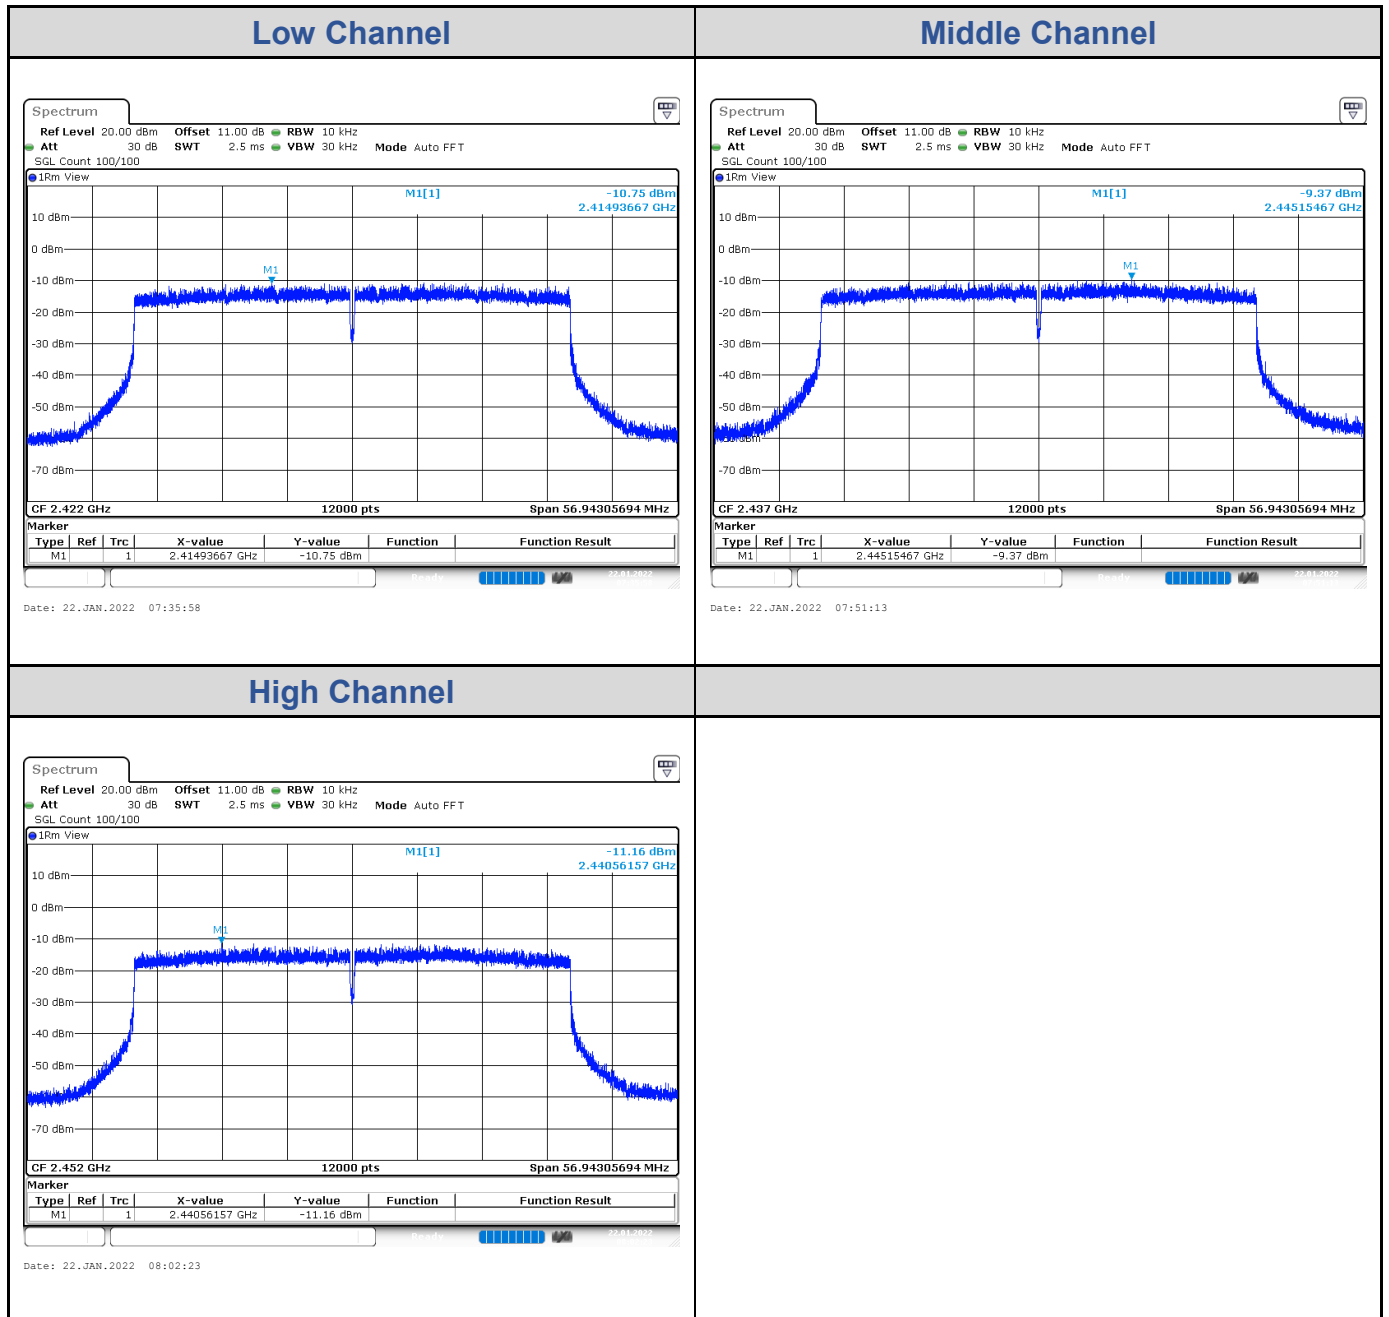 Low Channel
Middle Channel
Spectrum
Ref Level 20.00 dBm Offset 11.00 dB RBW 10 kHz
Att 30 dB SWT 2.5 ms VBW 30 kHz Mode Auto FFT
SGL Count 100/100
1Rm View
M1[1] -10.75 dBm
2.41493667 GHz
10 dBm
0 dBm
M1
-10 dBm
-20 dBm
-30 dBm
-40 dBm
-50 dBm
-70 dBm
CF 2.422 GHz 12000 pts Span 56.94305694 MHz
Marker
Type Ref Trc X-value Y-value Function Function Result
M1 1 2.41493667 GHz -10.75 dBm
Ready 22.01.2022
Date: 22.JAN.2022 07:35:58
Spectrum
Ref Level 20.00 dBm Offset 11.00 dB RBW 10 kHz
Att 30 dB SWT 2.5 ms VBW 30 kHz Mode Auto FFT
SGL Count 100/100
1Rm View
M1[1] -9.37 dBm
2.44515467 GHz
10 dBm
0 dBm
M1
-10 dBm
-20 dBm
-30 dBm
-40 dBm
-50 dBm
-70 dBm
CF 2.437 GHz 12000 pts Span 56.94305694 MHz
Marker
Type Ref Trc X-value Y-value Function Function Result
M1 1 2.44515467 GHz -9.37 dBm
Ready 22.01.2022
Date: 22.JAN.2022 07:51:13
High Channel
Spectrum
Ref Level 20.00 dBm Offset 11.00 dB RBW 10 kHz
Att 30 dB SWT 2.5 ms VBW 30 kHz Mode Auto FFT
SGL Count 100/100
1Rm View
M1[1] -11.16 dBm
2.44056157 GHz
10 dBm
0 dBm
M1
-10 dBm
-20 dBm
-30 dBm
-40 dBm
-50 dBm
-70 dBm
CF 2.452 GHz 12000 pts Span 56.94305694 MHz
Marker
Type Ref Trc X-value Y-value Function Function Result
M1 1 2.44056157 GHz -11.16 dBm
Ready 22.01.2022
Date: 22.JAN.2022 08:02:23